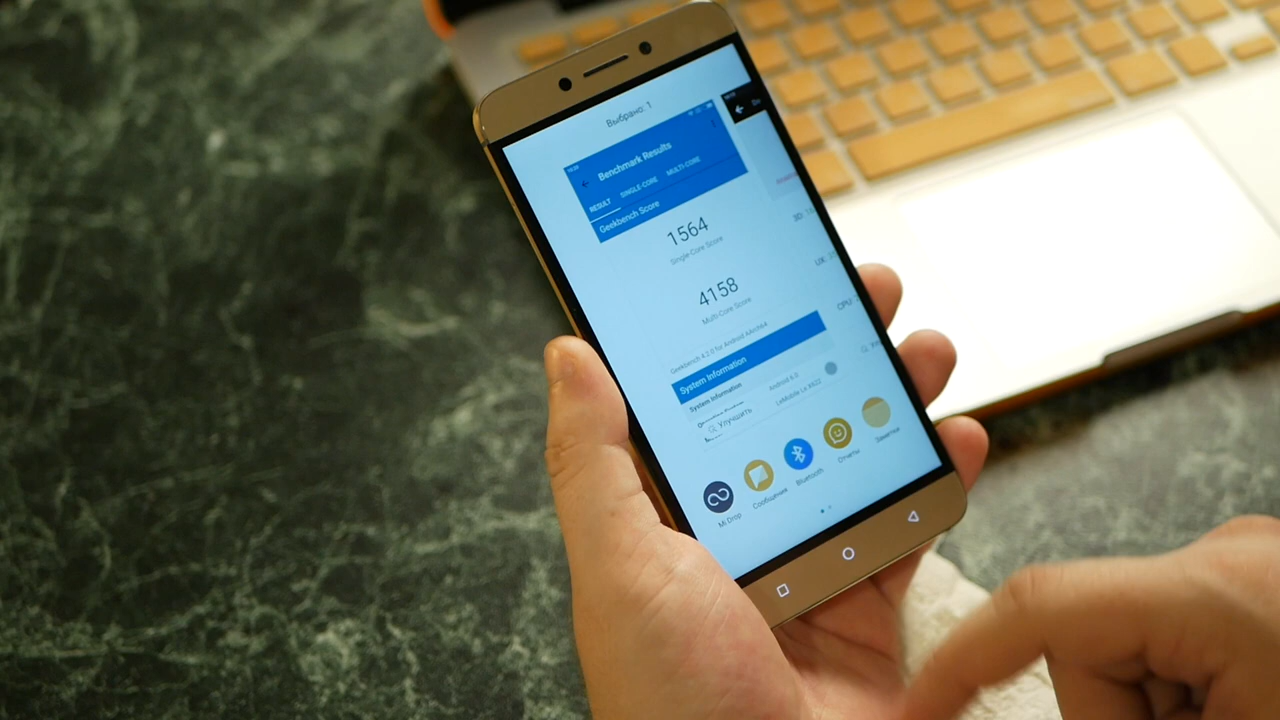 Выбрано: 1
Benchmark Results
RESULT SINGLE-CORE MULTI-CORE
Geekbench Score
1564
Single-Core Score
4158
Multi-Core Score
Geekbench 4.2.0 for Android AArch64
System Information
System Information
Android 6.0
LeMobile Le X622
Улучшить
UX:
CPU:
Mi Drop
Сообщения
Bluetooth
Отчеты
Заметки